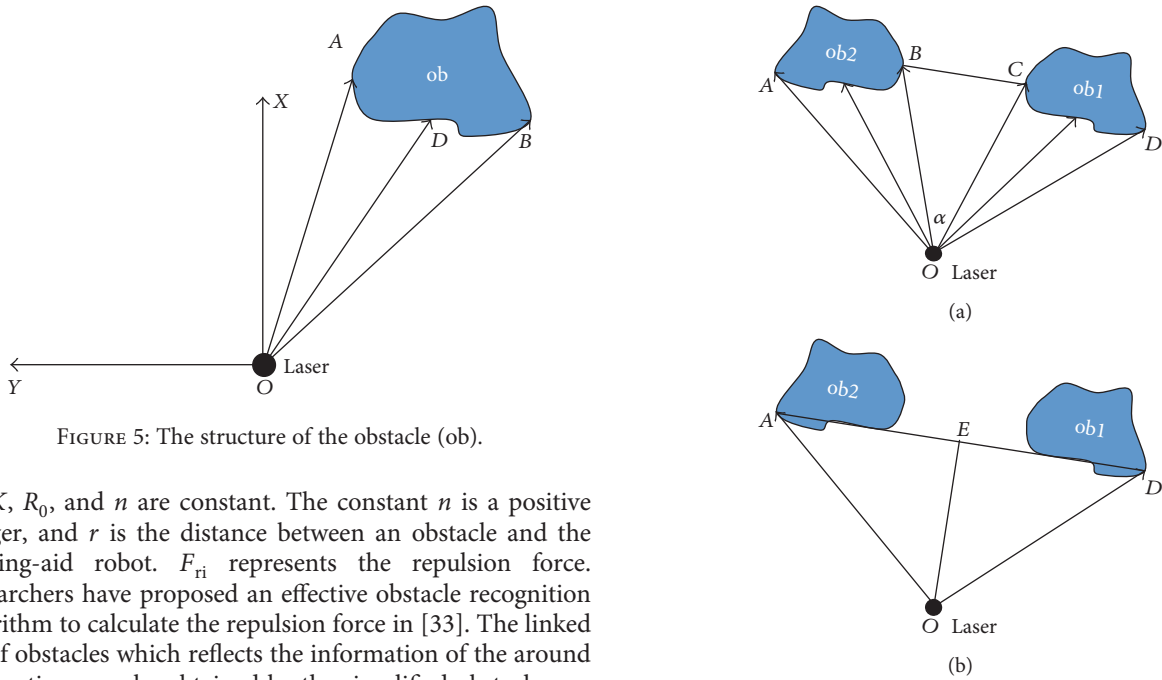 A
ob
X
D
B
Laser
Y
O
FIGURE 5: The structure of the obstacle (ob).
K, R₀, and n are constant. The constant n is a positive
ger, and r is the distance between an obstacle and the
ing-aid robot. Fri represents the repulsion force.
archers have proposed an effective obstacle recognition
rithm to calculate the repulsion force in [33]. The linked
f obstacles which reflects the information of the around
ob2
B
C
A
ob1
D
α
O Laser
(a)
ob2
A
E
ob1
D
O Laser
(b)